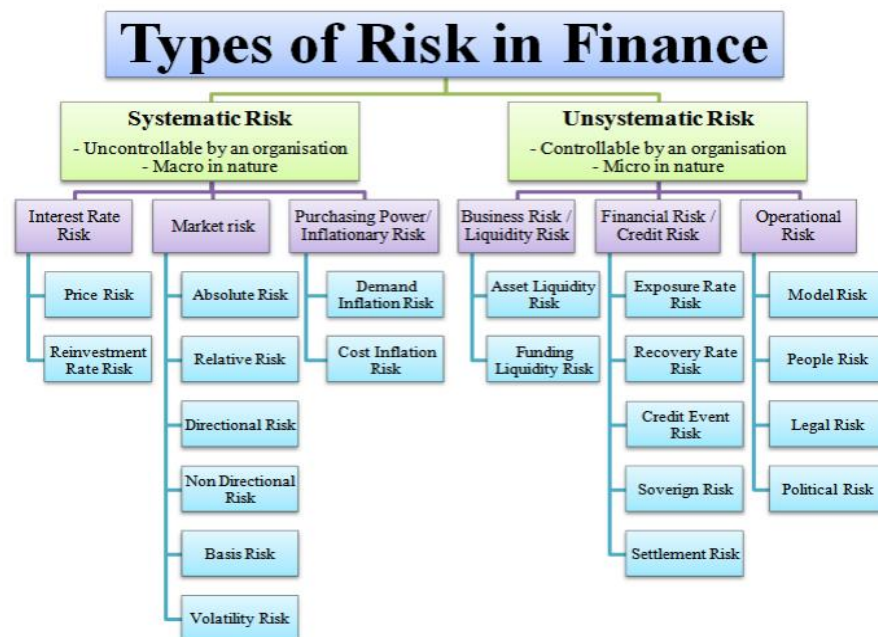 Types of Risk in Finance
Systematic Risk
- Uncontrollable by an organisation
- Macro in nature
Unsystematic Risk
- Controllable by an organisation
- Micro in nature
Interest Rate
Risk
Market risk
Purchasing Power/
Inflationary Risk
Business Risk /
Liquidity Risk
Financial Risk /
Credit Risk
Operational
Risk
Price Risk
Reinvestment
Rate Risk
Absolute Risk
Relative Risk
Directional Risk
Non Directional
Risk
Basis Risk
Volatility Risk
Demand
Inflation Risk
Cost Inflation
Risk
Asset Liquidity
Risk
Funding
Liquidity Risk
Exposure Rate
Risk
Recovery Rate
Risk
Credit Event
Risk
Soverign Risk
Settlement Risk
Model Risk
People Risk
Legal Risk
Political Risk